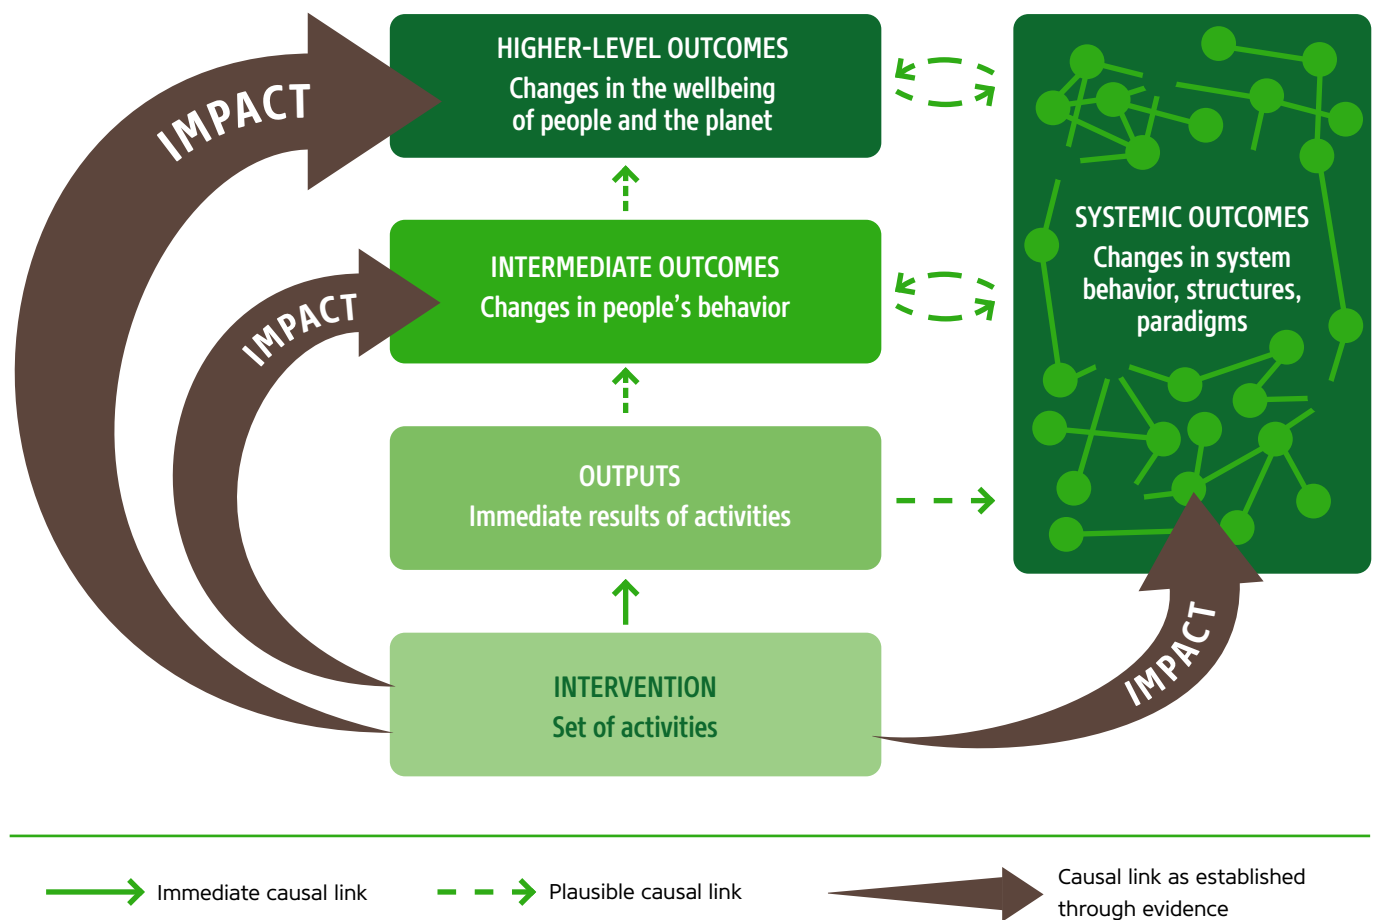 HIGHER-LEVEL OUTCOMES
Changes in the wellbeing
of people and the planet
IMPACT
INTERMEDIATE OUTCOMES
Changes in people’s behavior
IMPACT
SYSTEMIC OUTCOMES
Changes in system
behavior, structures,
paradigms
OUTPUTS
Immediate results of activities
INTERVENTION
Set of activities
IMPACT
Immediate causal link
Plausible causal link
Causal link as established
through evidence